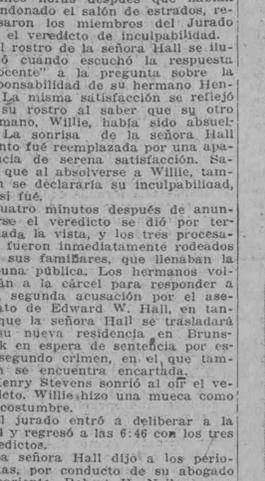 ndonado el salón de estrados, re-
saron los miembros del Jurado
el veredicto de inculpabilidad.
l rostro de la señora Hall se ilu-
ó cuando escuchó la respuesta
ocente" a la pregunta sobre la
ponsabilidad de su hermano Hen-
La misma satisfacción se reflejó
su rostro al saber que su otro
mano, Willie, había sido absuel-
La sonrisa de la señora Hall
nto fué reemplazada por una apa-
ncia de serena satisfacción. Sa-
que al absolverse a Willie, tam-
n se declararía su inculpabilidad,
sí fué.
uatro minutos después de anun-
rse el veredicto se dió por ter-
ada la vista, y los tres procesa-
fueron inmediatamente rodeados
sus familiares, que llenaban la
una pública. Los hermanos vol-
án a la cárcel para responder a
segunda acusación por el ase-
ato de Edward W. Hall, en tan-
que la señora Hall se trasladará
su nueva residencia en Bruns-
k en espera de sentencia por es-
segundo crimen, en el que tam-
n se encuentra encartada.
enry Stevens sonrió al oir el ve-
icto. Willie hizo una mueca como
costumbre.
l jurado entró a deliberar a la
y regresó a las 6:46 con los tres
edictos.
a señora Hall dijo a los perio-
as, por conducto de su abogado